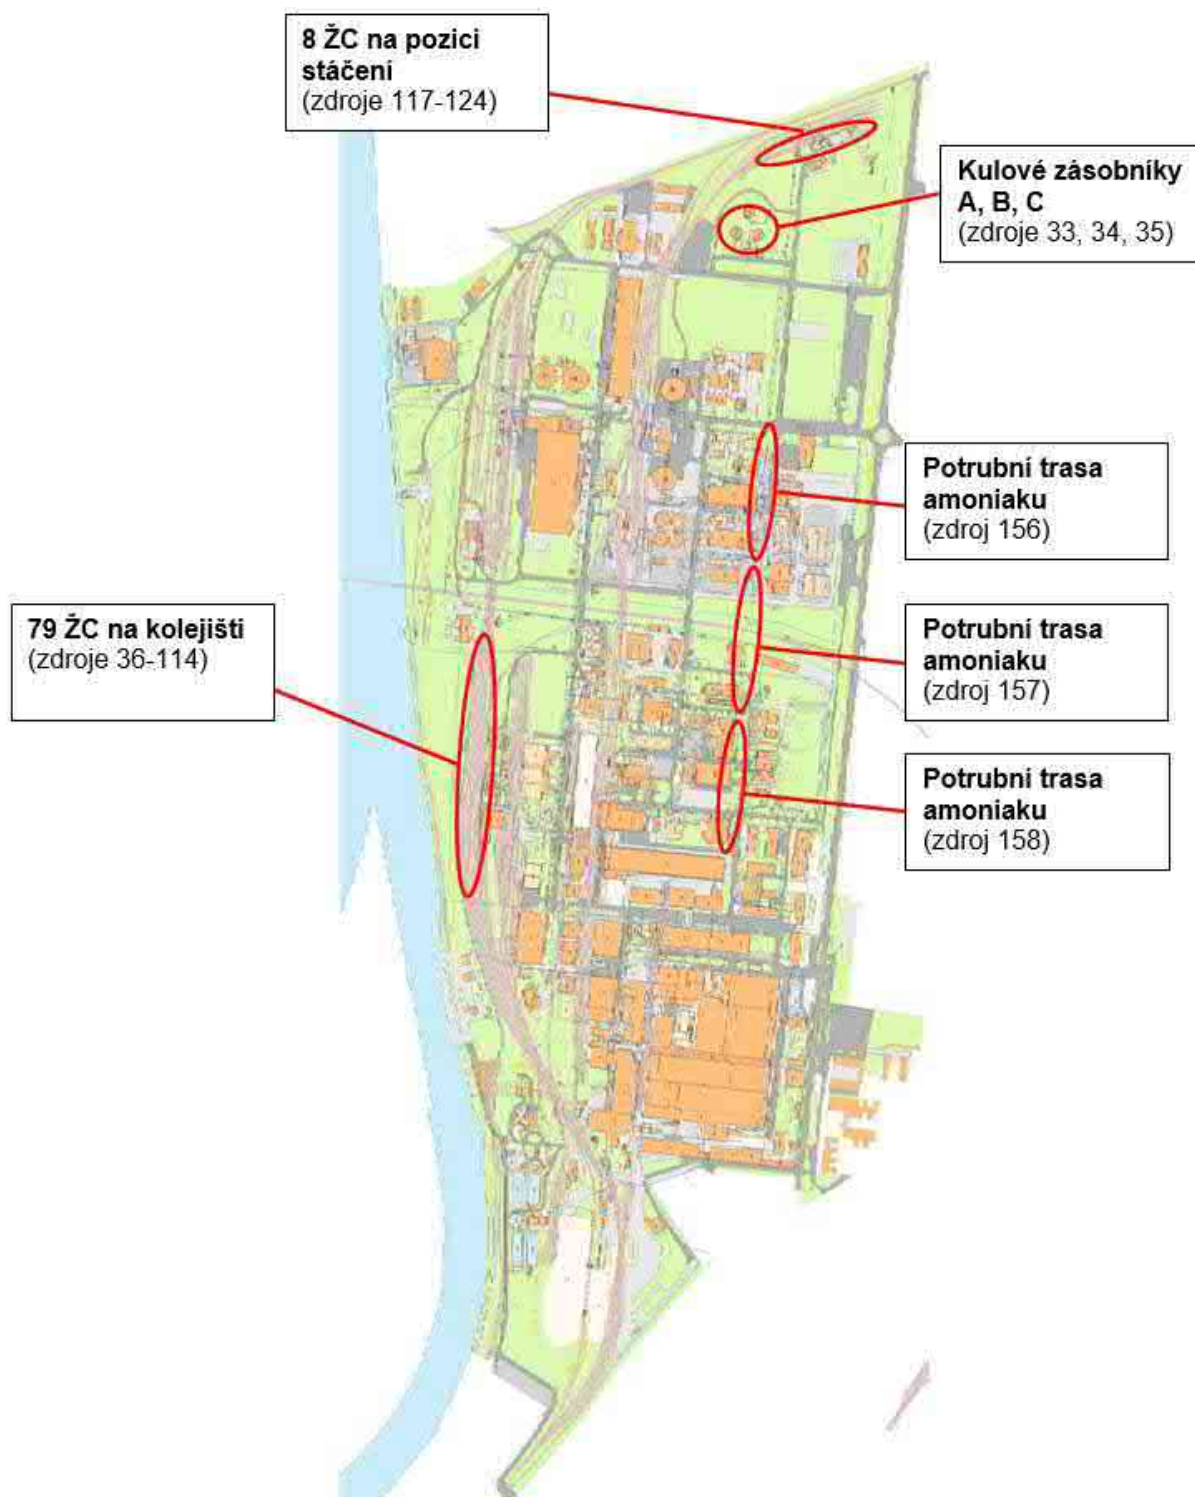 8 ŽC na pozici
stáčení
(zdroje 117-124)
Kulové zásobníky
A, B, C
(zdroje 33, 34, 35)
Potrubní trasa
amoniaku
(zdroj 156)
79 ŽC na kolejišti
(zdroje 36-114)
Potrubní trasa
amoniaku
(zdroj 157)
Potrubní trasa
amoniaku
(zdroj 158)